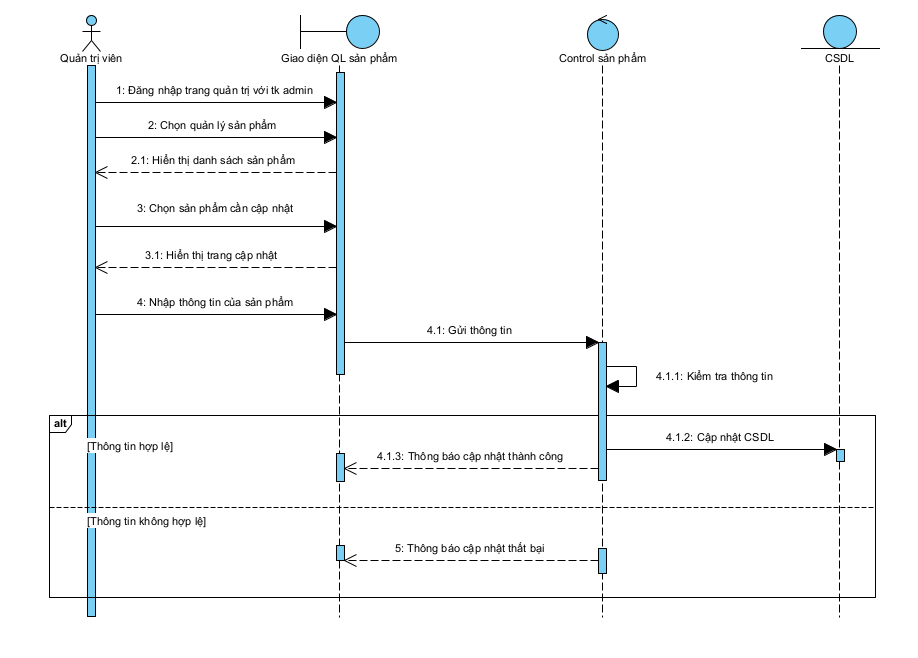 Quản trị viên
Giao diện QL sản phẩm
Control sản phẩm
CSDL
1: Đăng nhập trang quản trị với tk admin
2: Chọn quản lý sản phẩm
2.1: Hiển thị danh sách sản phẩm
3: Chọn sản phẩm cần cập nhật
3.1: Hiển thị trang cập nhật
4: Nhập thông tin của sản phẩm
4.1: Gửi thông tin
4.1.1: Kiểm tra thông tin
alt
[Thông tin hợp lệ]
4.1.2: Cập nhật CSDL
4.1.3: Thông báo cập nhật thành công
[Thông tin không hợp lệ]
5: Thông báo cập nhật thất bại